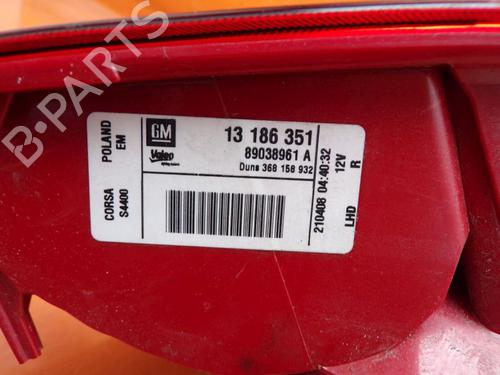 B-Parts
GM
13 186 351
Valeo
89038961 A
Duns 368 158 932
POLAND
EM
CORSA
S4400
210408 04:40:32
12V
R
LHD